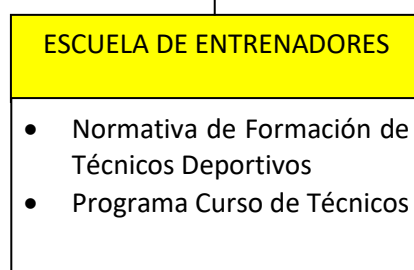 ESCUELA DE ENTRENADORES
• Normativa de Formación de
Técnicos Deportivos
• Programa Curso de Técnicos